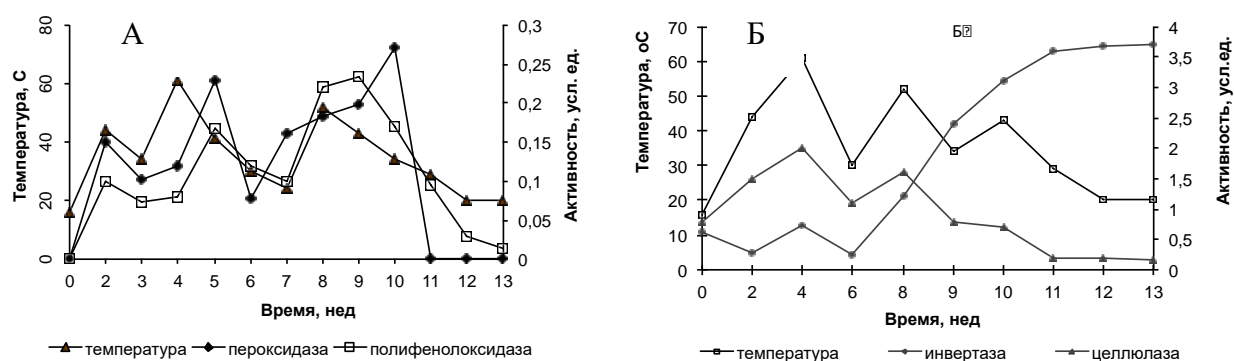 А
80
60
40
20
0
Температура, С
0,3
0,25
0,2
0,15
0,1
0,05
0
Активность, усл. ед.
0 2 3 4 5 6 7 8 9 10 11 12 13
Время, нед
температура пероксидаза полифенолоксидаза
Б
Б
70
60
50
40
30
20
10
0
Температура, оС
4
3,5
3
2,5
2
1,5
1
0,5
0
Активность, усл.ед.
0 2 4 6 8 9 10 11 12 13
Время, нед
температура инвертаза целлюлаза